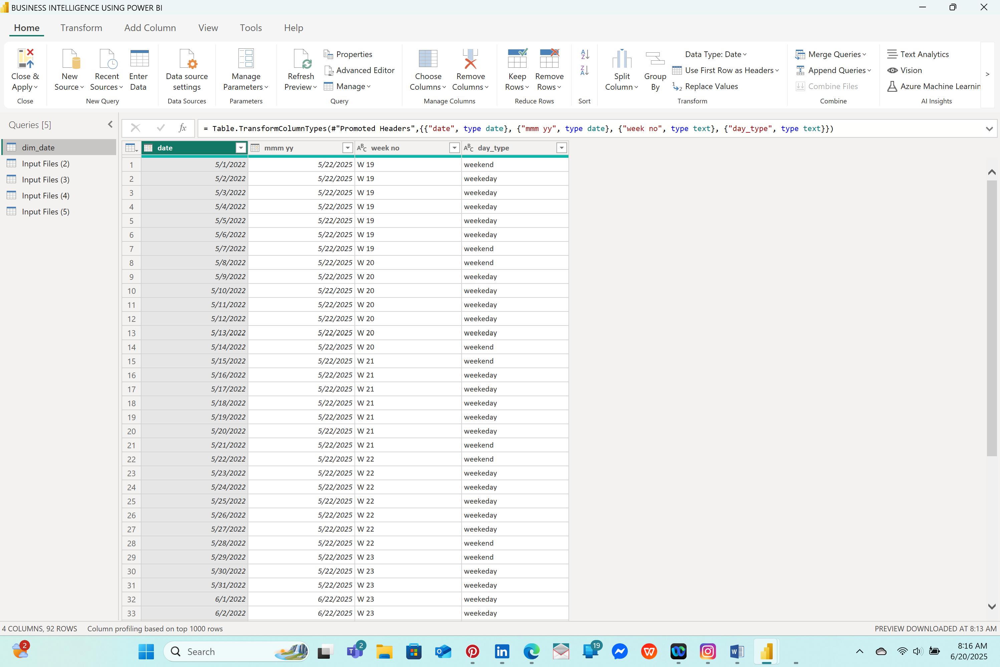 BUSINESS INTELLIGENCE USING POWER BI
Home Transform Add Column View Tools Help
Close & Apply
Close
New Source
Recent Sources
Enter Data
New Query
Data source settings
Data Sources
Manage Parameters
Parameters
Refresh Preview
Properties
Advanced Editor
Manage
Query
Choose Columns
Remove Columns
Manage Columns
Keep Rows
Remove Rows
Reduce Rows
Sort
Split Column
Group By
Data Type: Date
Use First Row as Headers
Replace Values
Transform
Merge Queries
Append Queries
Combine Files
Combine
Text Analytics
Vision
Azure Machine Learnin
AI Insights
Queries [5]
dim_date
Input Files (2)
Input Files (3)
Input Files (4)
Input Files (5)
fx = Table.TransformColumnTypes(#"Promoted Headers",{{"date", type date}, {"mmm yy", type date}, {"week no", type text}, {"day_type", type text}})
date mmm yy ABC week no ABC day_type
1 5/1/2022 5/22/2025 W 19 weekend
2 5/2/2022 5/22/2025 W 19 weekeday
3 5/3/2022 5/22/2025 W 19 weekeday
4 5/4/2022 5/22/2025 W 19 weekeday
5 5/5/2022 5/22/2025 W 19 weekeday
6 5/6/2022 5/22/2025 W 19 weekeday
7 5/7/2022 5/22/2025 W 19 weekend
8 5/8/2022 5/22/2025 W 20 weekend
9 5/9/2022 5/22/2025 W 20 weekeday
10 5/10/2022 5/22/2025 W 20 weekeday
11 5/11/2022 5/22/2025 W 20 weekeday
12 5/12/2022 5/22/2025 W 20 weekeday
13 5/13/2022 5/22/2025 W 20 weekeday
14 5/14/2022 5/22/2025 W 20 weekend
15 5/15/2022 5/22/2025 W 21 weekend
16 5/16/2022 5/22/2025 W 21 weekeday
17 5/17/2022 5/22/2025 W 21 weekeday
18 5/18/2022 5/22/2025 W 21 weekeday
19 5/19/2022 5/22/2025 W 21 weekeday
20 5/20/2022 5/22/2025 W 21 weekeday
21 5/21/2022 5/22/2025 W 21 weekend
22 5/22/2022 5/22/2025 W 22 weekend
23 5/23/2022 5/22/2025 W 22 weekeday
24 5/24/2022 5/22/2025 W 22 weekeday
25 5/25/2022 5/22/2025 W 22 weekeday
26 5/26/2022 5/22/2025 W 22 weekeday
27 5/27/2022 5/22/2025 W 22 weekeday
28 5/28/2022 5/22/2025 W 22 weekend
29 5/29/2022 5/22/2025 W 23 weekend
30 5/30/2022 5/22/2025 W 23 weekeday
31 5/31/2022 5/22/2025 W 23 weekeday
32 6/1/2022 6/22/2025 W 23 weekeday
33 6/2/2022 6/22/2025 W 23 weekeday
4 COLUMNS, 92 ROWS Column profiling based on top 1000 rows PREVIEW DOWNLOADED AT 8:13 AM
2 Search 2 19 8:16 AM
6/20/2025